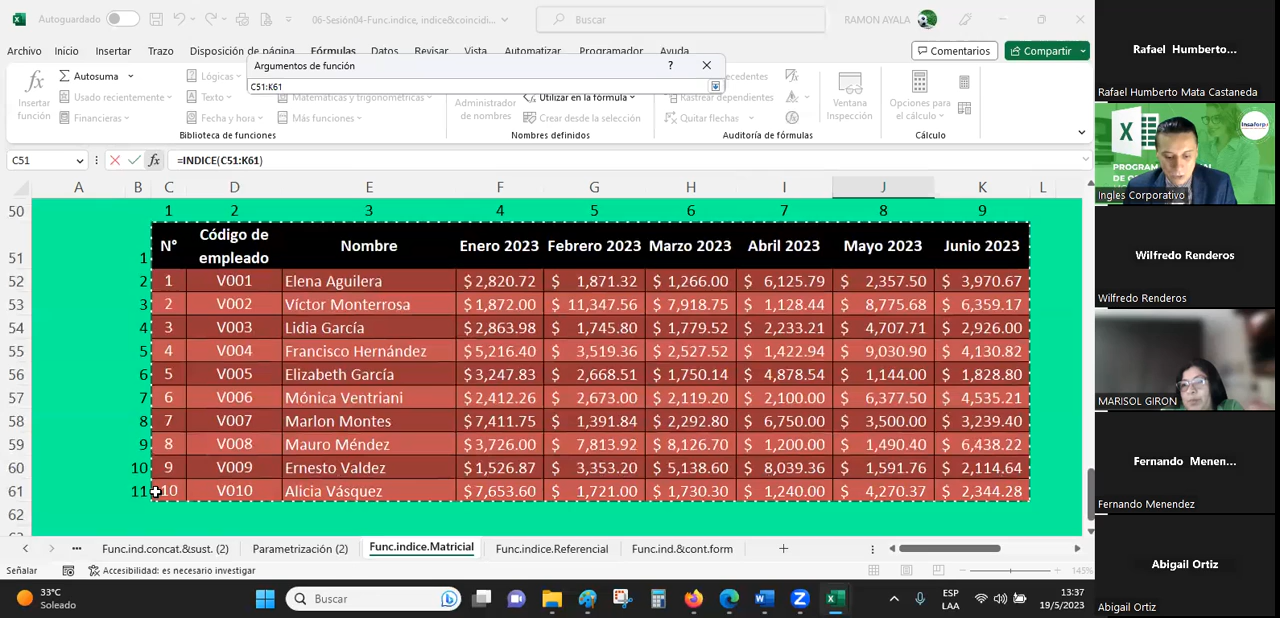 Autoguardado
06-Sesión04-Func.indice, indice&coincidi...
Buscar
RAMON AYALA
Archivo Inicio Insertar Trazo Disposición de página Fórmulas Datos Revisar Vista Automatizar Programador Ayuda
Comentarios
Compartir
Argumentos de función
?
C51:K61
Insertar función
Autosuma
Usado recientemente
Financieras
Lógicas
Texto
Fecha y hora
Matemáticas y trigonométricas
Más funciones
Biblioteca de funciones
Administrador de nombres
Utilizar en la fórmula
Crear desde la selección
Nombres definidos
Rastrear dependientes
Quitar flechas
Auditoría de fórmulas
Ventana Inspección
Opciones para el cálculo
Cálculo
C51
fx
=INDICE(C51:K61)
A B C D E F G H I J K L
50 1 2 3 4 5 6 7 8 9
51 1 N° Código de empleado Nombre Enero 2023 Febrero 2023 Marzo 2023 Abril 2023 Mayo 2023 Junio 2023
52 2 1 V001 Elena Aguilera $ 2,820.72 $ 1,871.32 $ 1,266.00 $ 6,125.79 $ 2,357.50 $ 3,970.67
53 3 2 V002 Víctor Monterrosa $ 1,872.00 $ 11,347.56 $ 7,918.75 $ 1,128.44 $ 8,775.68 $ 6,359.17
54 4 3 V003 Lidia García $ 2,863.98 $ 1,745.80 $ 1,779.52 $ 2,233.21 $ 4,707.71 $ 2,926.00
55 5 4 V004 Francisco Hernández $ 5,216.40 $ 3,519.36 $ 2,527.52 $ 1,422.94 $ 9,030.90 $ 4,130.82
56 6 5 V005 Elizabeth García $ 3,247.83 $ 2,668.51 $ 1,750.14 $ 4,878.54 $ 1,144.00 $ 1,828.80
57 7 6 V006 Mónica Ventriani $ 2,412.26 $ 2,673.00 $ 2,119.20 $ 2,100.00 $ 6,377.50 $ 4,535.21
58 8 7 V007 Marlon Montes $ 7,411.75 $ 1,391.84 $ 2,292.80 $ 6,750.00 $ 3,500.00 $ 3,239.40
59 9 8 V008 Mauro Méndez $ 3,726.00 $ 7,813.92 $ 8,126.70 $ 1,200.00 $ 1,490.40 $ 6,438.22
60 10 9 V009 Ernesto Valdez $ 1,526.87 $ 3,353.20 $ 5,138.60 $ 8,039.36 $ 1,591.76 $ 2,114.64
61 11 10 V010 Alicia Vásquez $ 7,653.60 $ 1,721.00 $ 1,730.30 $ 1,240.00 $ 4,270.37 $ 2,344.28
62
Func.ind.concat.&sust. (2) Parametrización (2) Func.indice.Matricial Func.indice.Referencial Func.ind.&cont.form
Señalar
Accesibilidad: es necesario investigar
145%
33°C
Soleado
Buscar
ESP
LAA
13:37
19/5/2023
Rafael Humberto...
Rafael Humberto Mata Castaneda
Insaforp
Ingles Corporativo
Wilfredo Renderos
Wilfredo Renderos
MARISOL GIRON
Fernando Menen...
Fernando Menendez
Abigail Ortiz
Abigail Ortiz